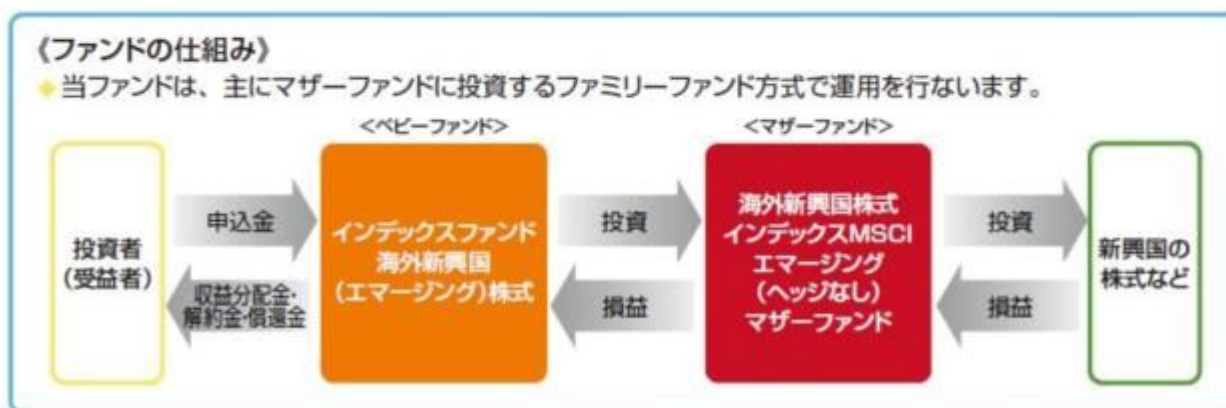 《ファンドの仕組み》
◆当ファンドは、主にマザーファンドに投資するファミリーファンド方式で運用を行ないます。
<ベビーファンド>
<マザーファンド>
投資者
(受益者)
申込金
収益分配金・
解約金・償還金
インデックスファンド
海外新興国
(エマージング)株式
投資
損益
海外新興国株式
インデックスMSCI
エマージング
(ヘッジなし)
マザーファンド
投資
損益
新興国の
株式など